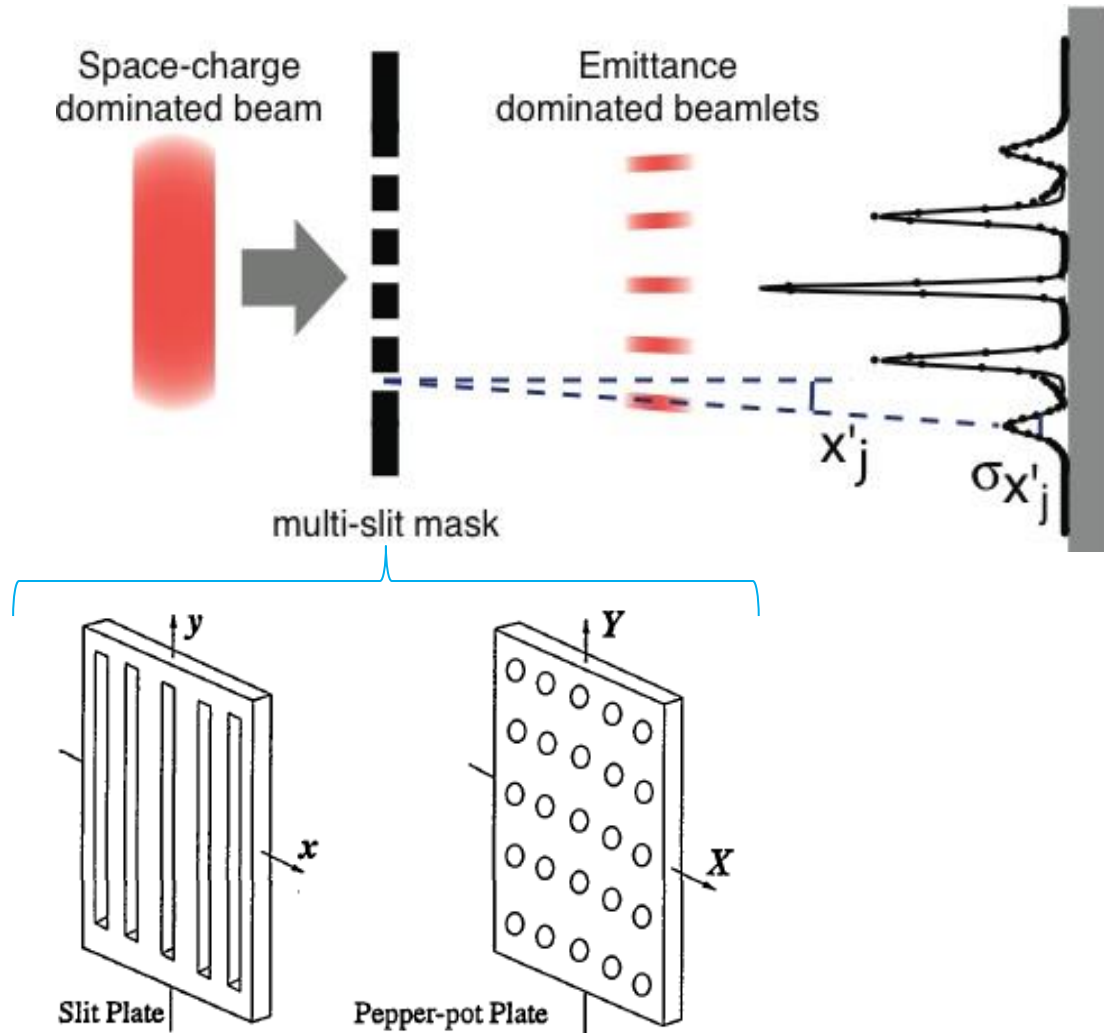 Space-charge
dominated beam
Emittance
dominated beamlets
x'j
σx'j
multi-slit mask
y
x
Slit Plate
Y
X
Pepper-pot Plate